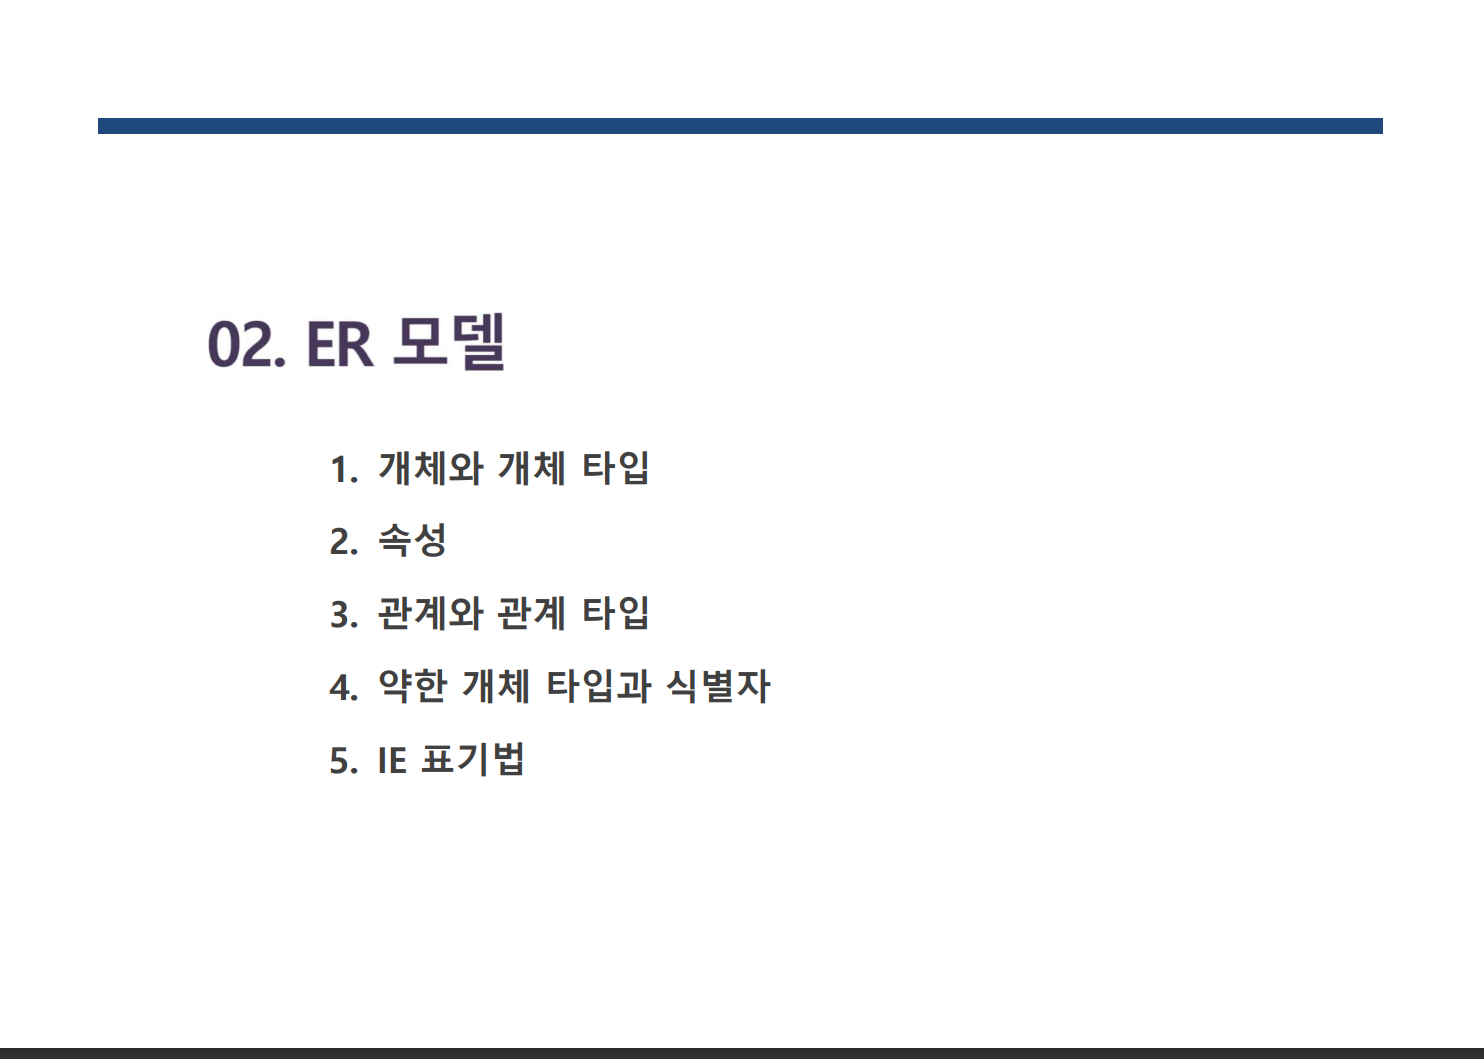 02. ER 모델
1. 개체와 개체 타입
2. 속성
3. 관계와 관계 타입
4. 약한 개체 타입과 식별자
5. IE 표기법